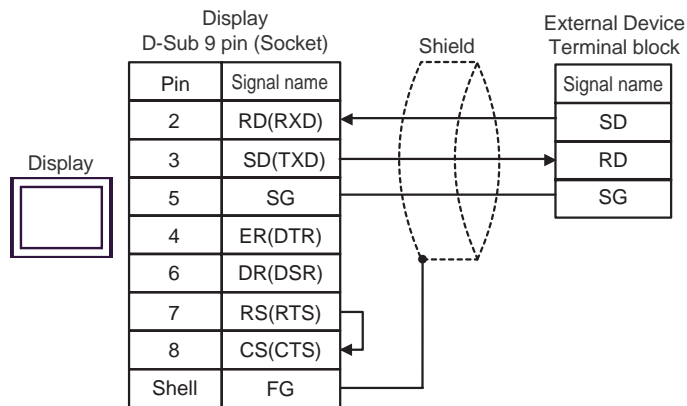 Display
D-Sub 9 pin (Socket)
Shield
External Device
Terminal block
Pin Signal name
Signal name
2 RD(RXD)
SD
3 SD(TXD)
RD
Display
5 SG
SG
4 ER(DTR)
6 DR(DSR)
7 RS(RTS)
8 CS(CTS)
Shell FG